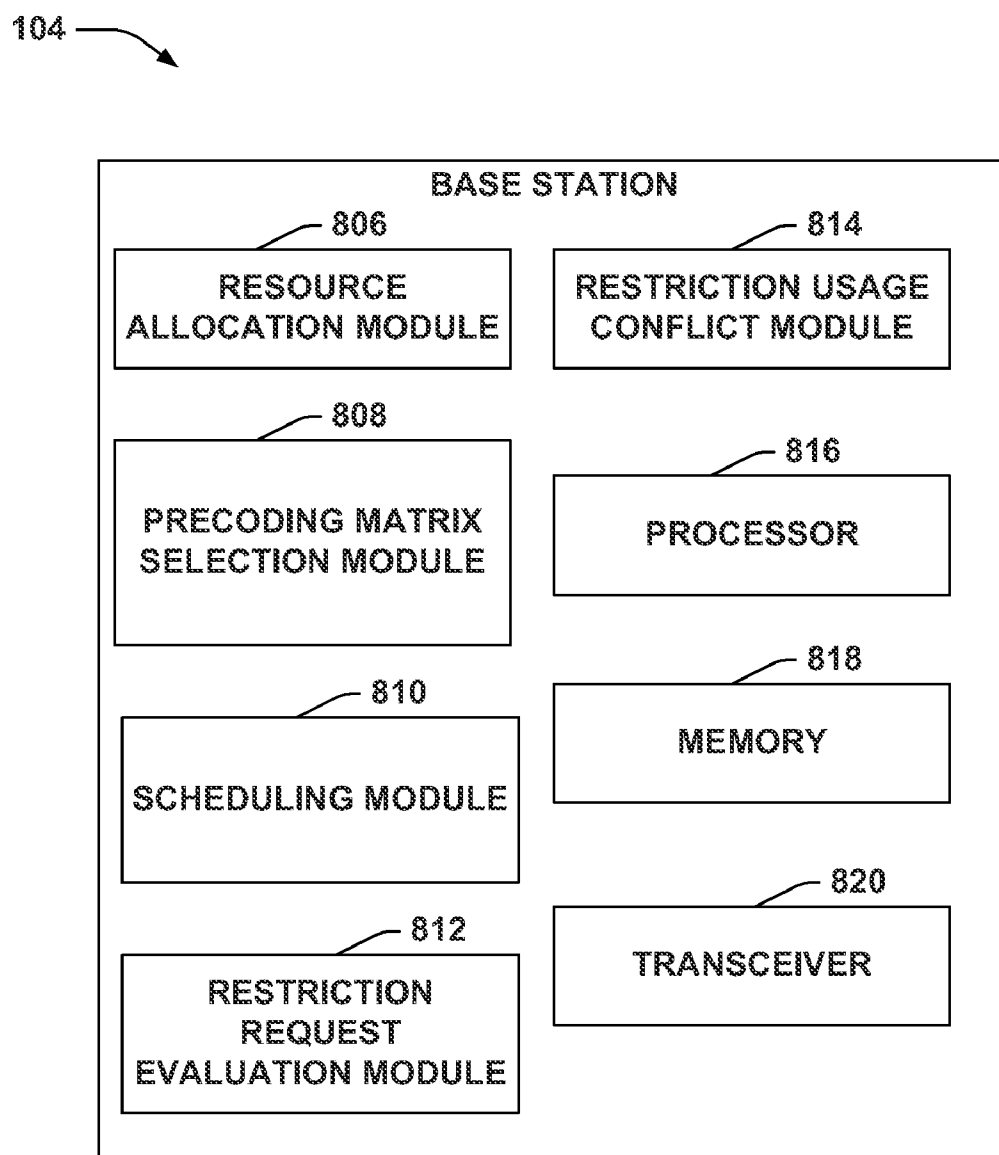 104
BASE STATION
806
RESOURCE
ALLOCATION MODULE
814
RESTRICTION USAGE
CONFLICT MODULE
808
PRECODING MATRIX
SELECTION MODULE
816
PROCESSOR
810
SCHEDULING MODULE
818
MEMORY
812
RESTRICTION
REQUEST
EVALUATION MODULE
820
TRANSCEIVER